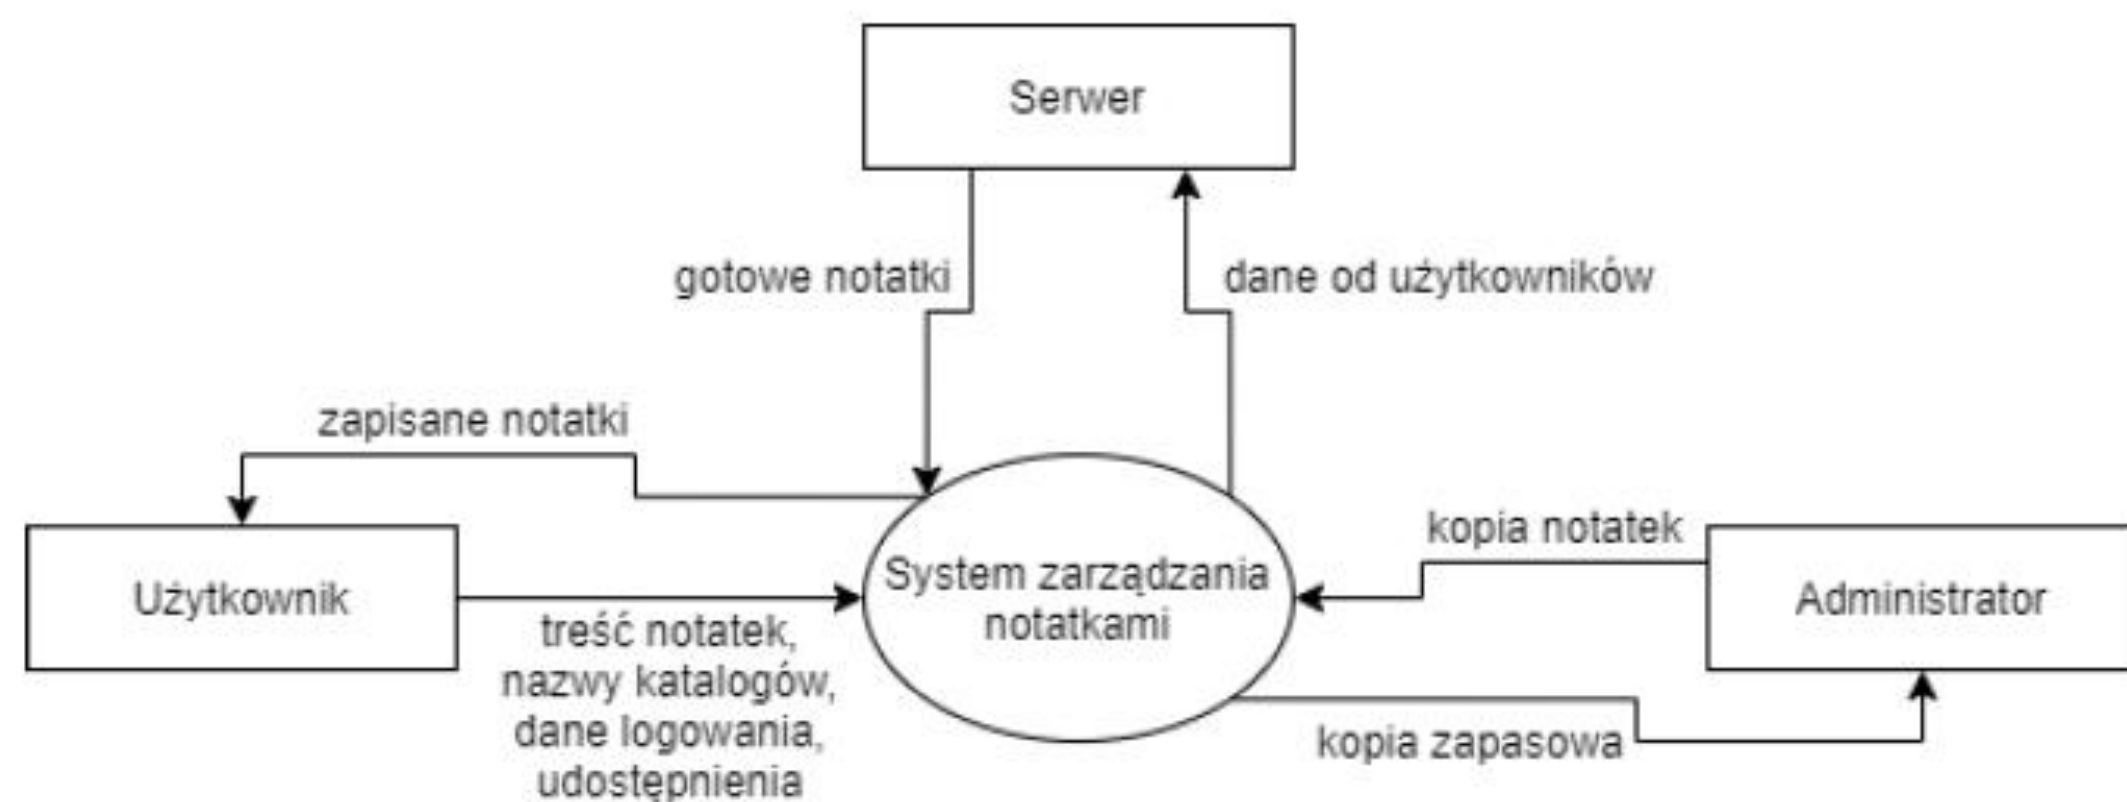 Serwer
gotowe notatki
dane od użytkowników
zapisane notatki
kopia notatek
Użytkownik
System zarządzania
notatkami
Administrator
treść notatek,
nazwy katalogów,
dane logowania,
udostępnienia
kopia zapasowa